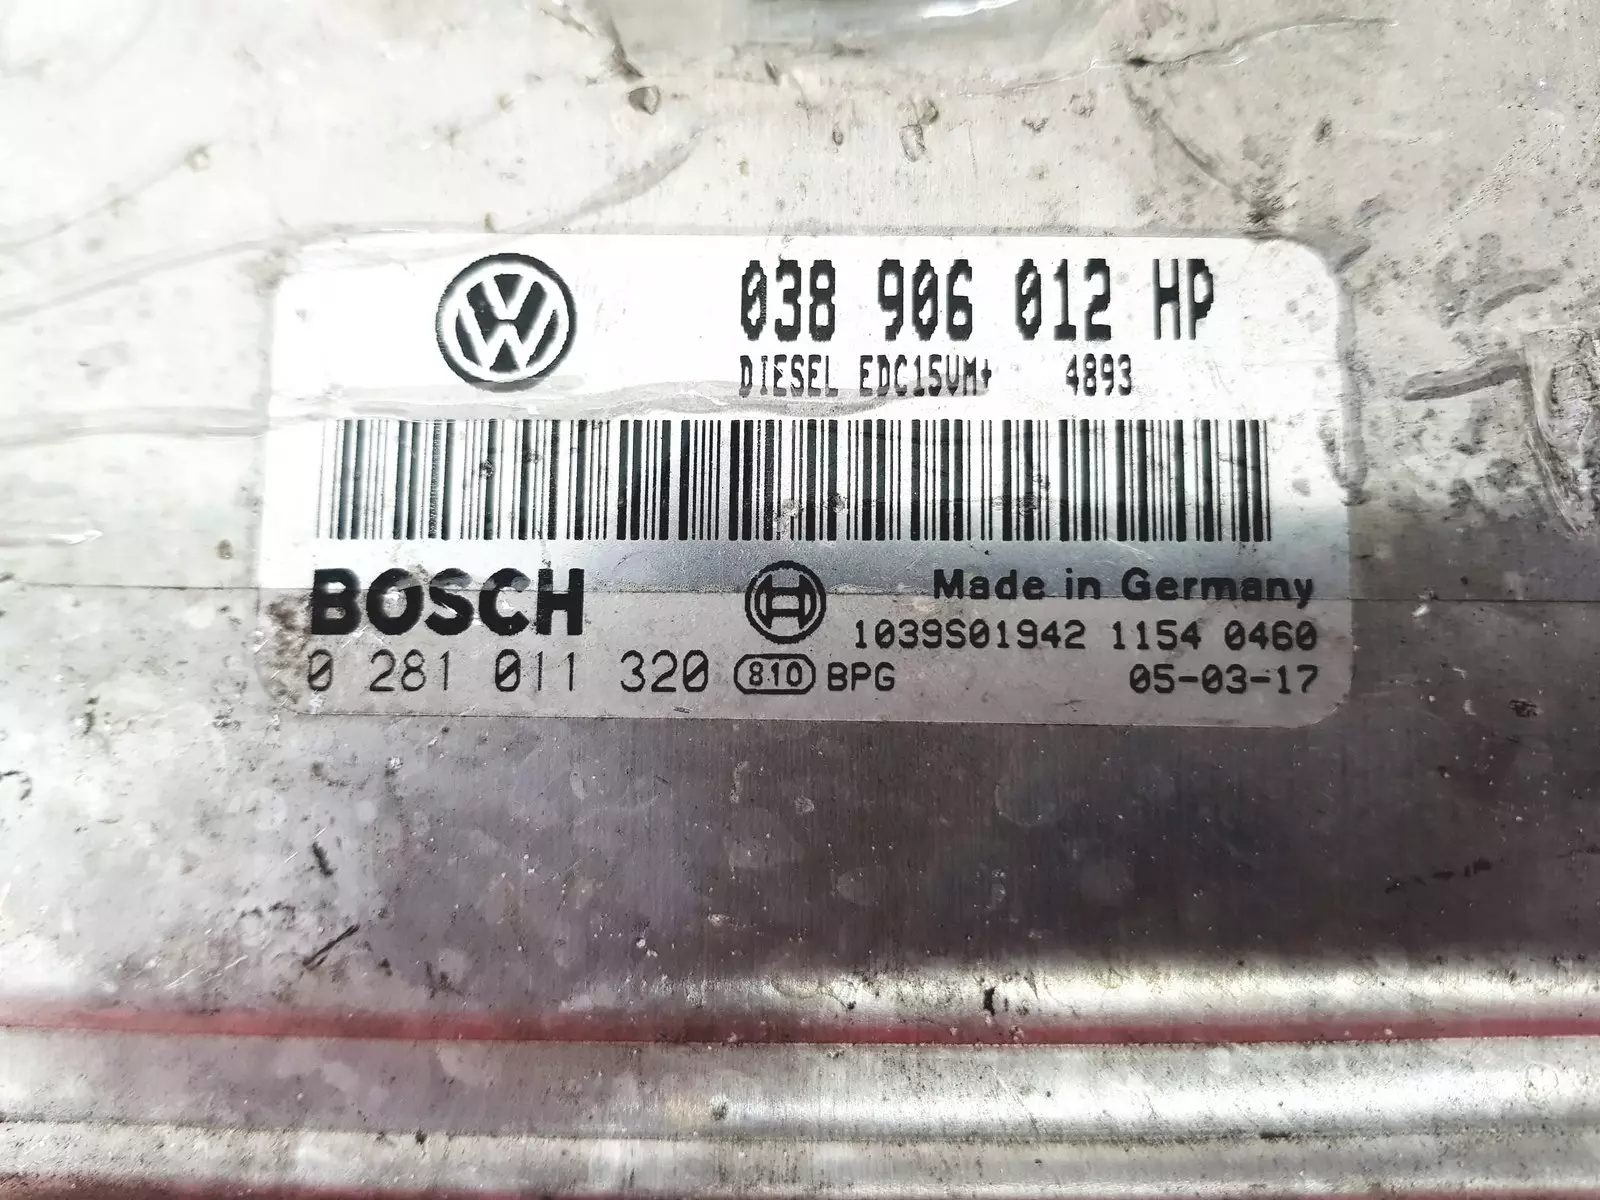 038 906 012 HP
DIESEL EDC15VM+ 4893
BOSCH
Made in Germany
1039S01942 1154 0460
0 281 011 320 810 BPG 05-03-17